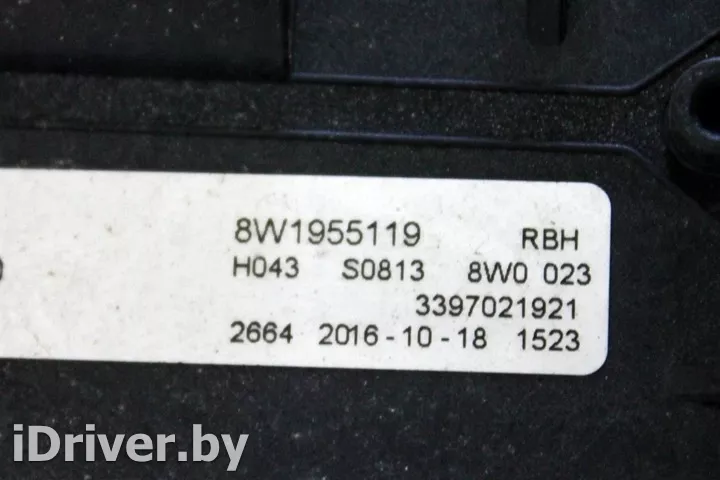 8W1955119 RBH
H043 S0813 8W0 023
3397021921
2664 2016-10-18 1523
iDriver.by